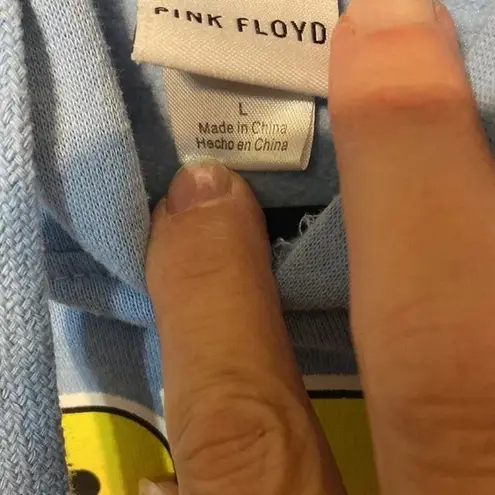 PINK FLOYD
L
Made in China
Hecho en China